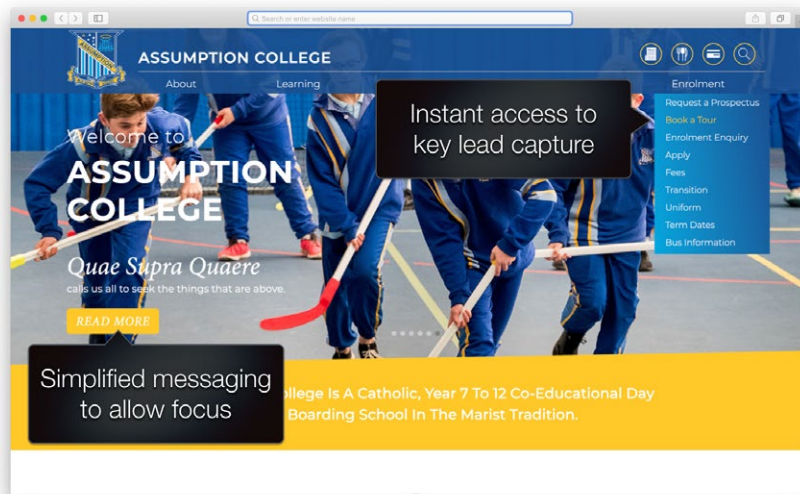 Search or enter website name
ASSUMPTION COLLEGE
About
Learning
Enrolment
Request a Prospectus
Book a Tour
Enrolment Enquiry
Apply
Fees
Transition
Uniform
Term Dates
Bus Information
Instant access to
key lead capture
Welcome to
ASSUMPTION
COLLEGE
Quae Supra Quaere
calls us all to seek the things that are above.
READ MORE
Simplified messaging
to allow focus
ollege Is A Catholic, Year 7 To 12 Co-Educational Day
Boarding School In The Marist Tradition.